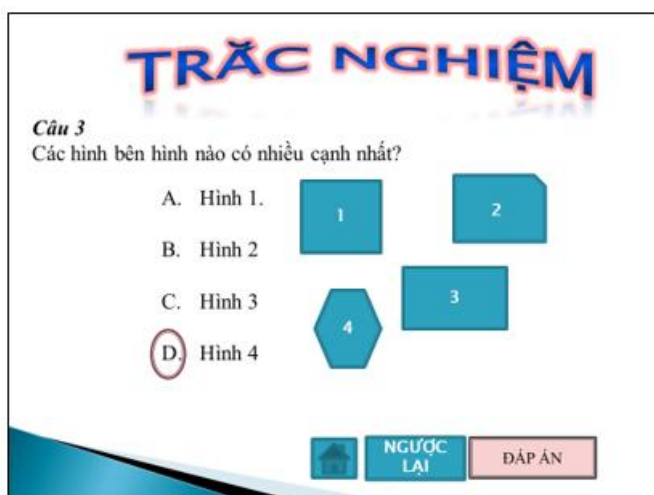 TRẮC NGHIỆM
Câu 3
Các hình bên hình nào có nhiều cạnh nhất?
A. Hình 1.
B. Hình 2
C. Hình 3
D. Hình 4
1
2
3
4
NGƯỢC
LẠI
ĐÁP ÁN